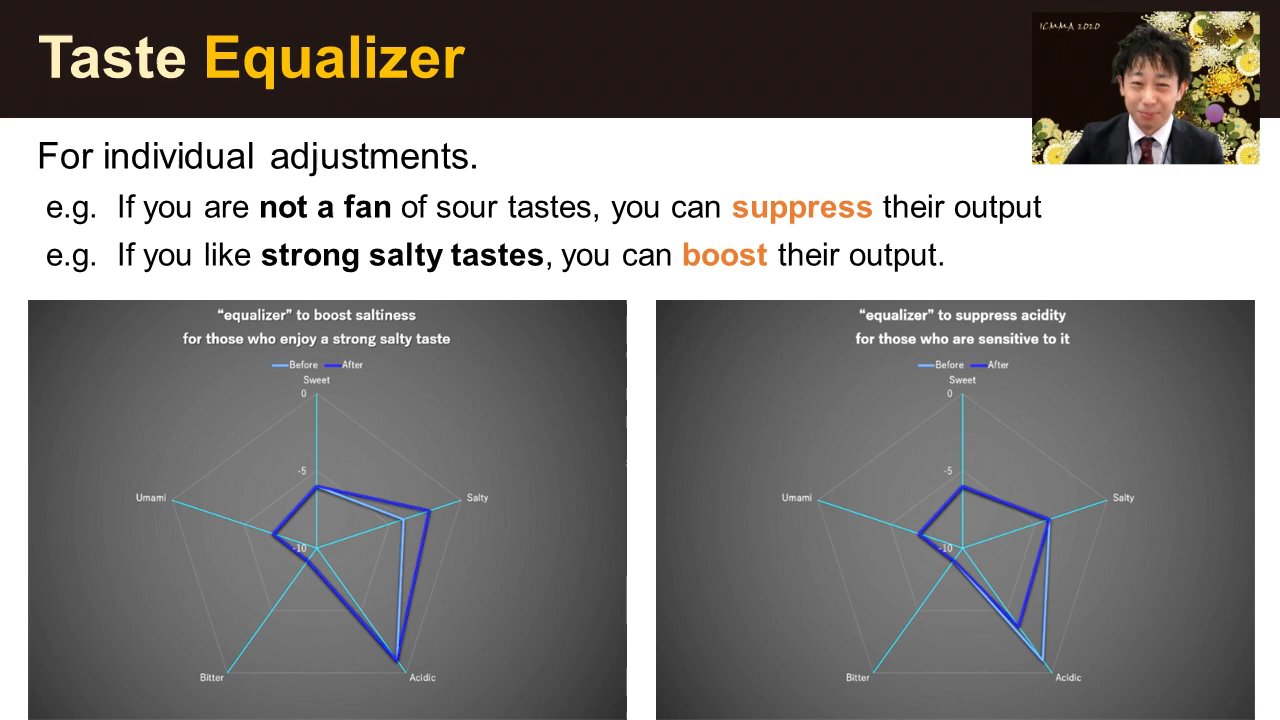 Taste Equalizer
ICMMA 2020
For individual adjustments.
e.g. If you are not a fan of sour tastes, you can suppress their output
e.g. If you like strong salty tastes, you can boost their output.
“equalizer” to boost saltiness
for those who enjoy a strong salty taste
Before After
Sweet
0
-5
Umami
Salty
-10
Bitter
Acidic
“equalizer” to suppress acidity
for those who are sensitive to it
Before After
Sweet
0
-5
Umami
Salty
-10
Bitter
Acidic